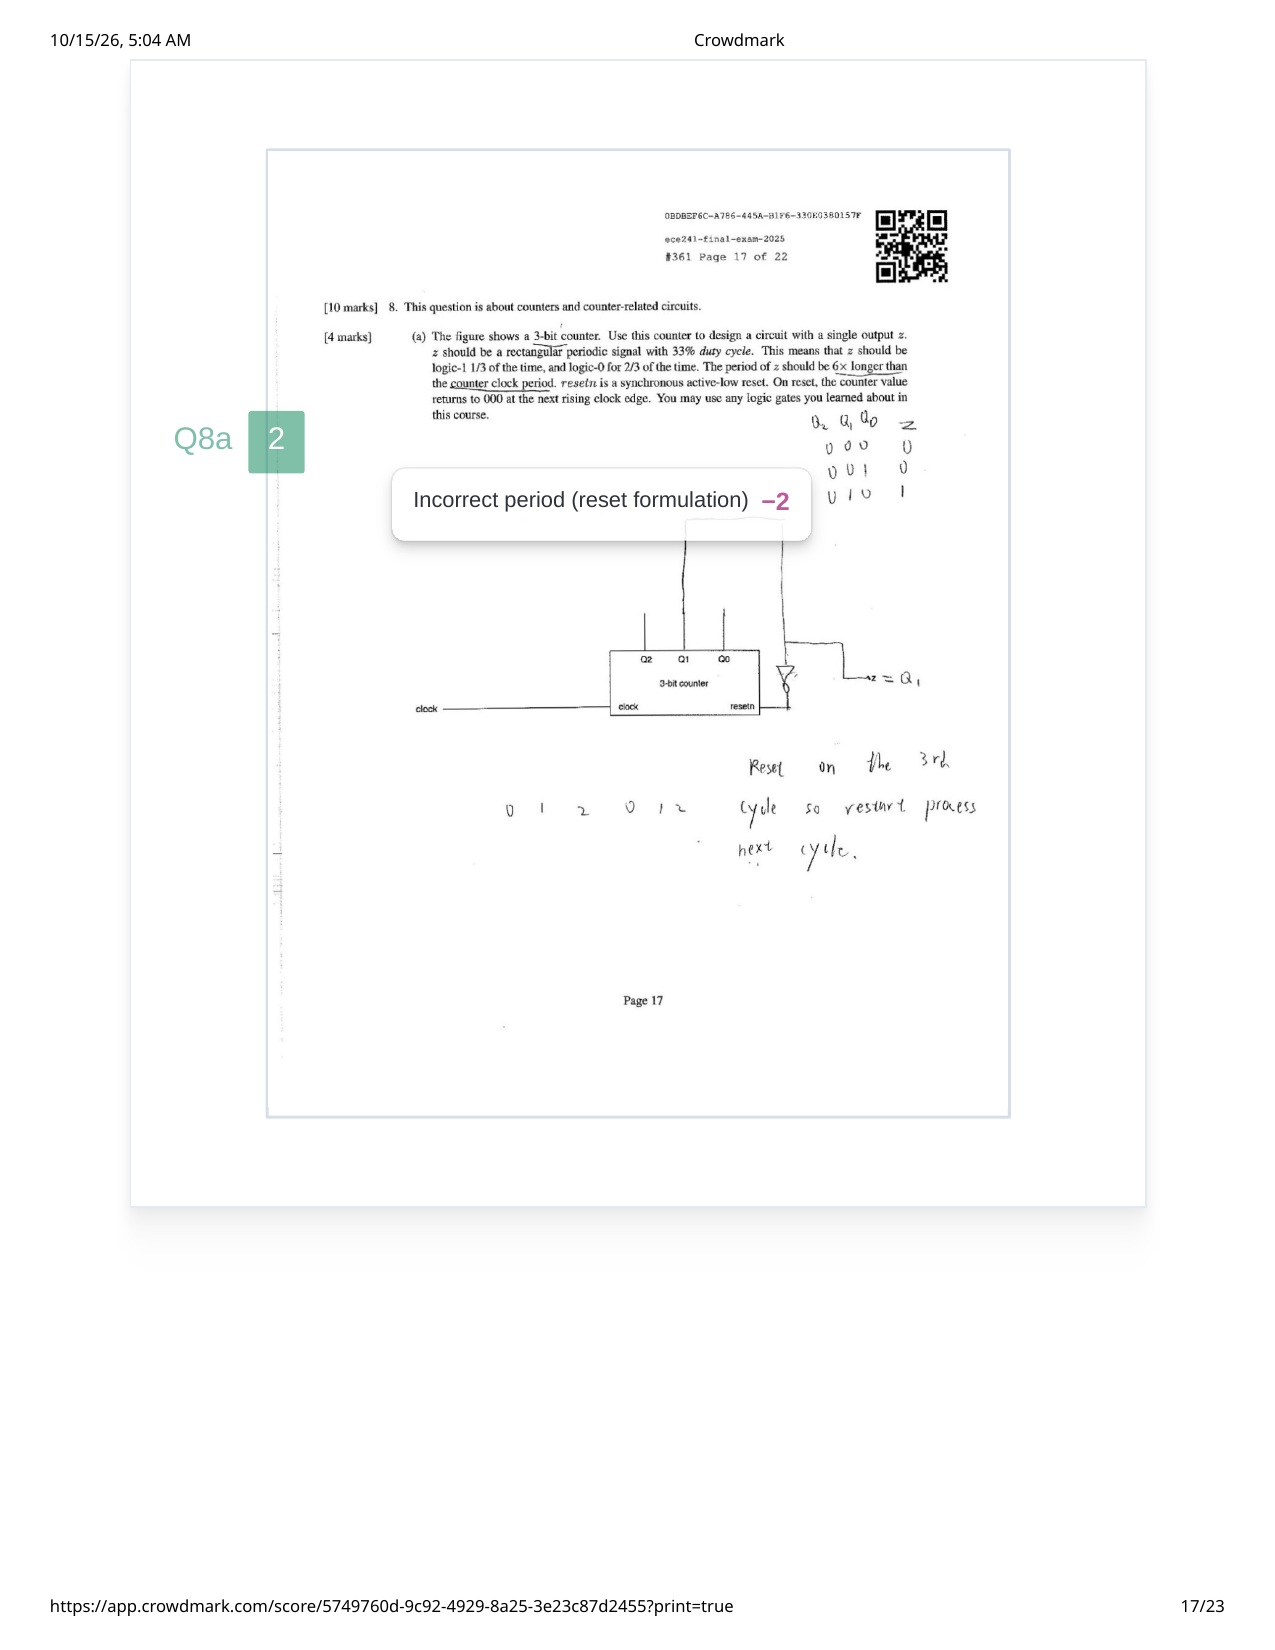 10/15/26, 5:04 AM
Crowdmark
0BDBEF6C-A786-445A-B1F6-330E0380157F
ece241-final-exam-2025
#361 Page 17 of 22
[10 marks] 8. This question is about counters and counter-related circuits.
[4 marks] (a) The figure shows a 3-bit counter. Use this counter to design a circuit with a single output z.
z should be a rectangular periodic signal with 33% duty cycle. This means that z should be
logic-1 1/3 of the time, and logic-0 for 2/3 of the time. The period of z should be 6× longer than
the counter clock period. resetn is a synchronous active-low reset. On reset, the counter value
returns to 000 at the next rising clock edge. You may use any logic gates you learned about in
this course.
Q2 Q1 Q0 z
Q8a 2
0 0 0 0
0 0 1 0
0 1 0 1
Incorrect period (reset formulation) −2
Q2 Q1 Q0
3-bit counter
z = Q1
clock clock resetn
Reset on the 3rd
0 1 2 0 1 2 cycle so restart process
next cycle.
Page 17
https://app.crowdmark.com/score/5749760d-9c92-4929-8a25-3e23c87d2455?print=true
17/23